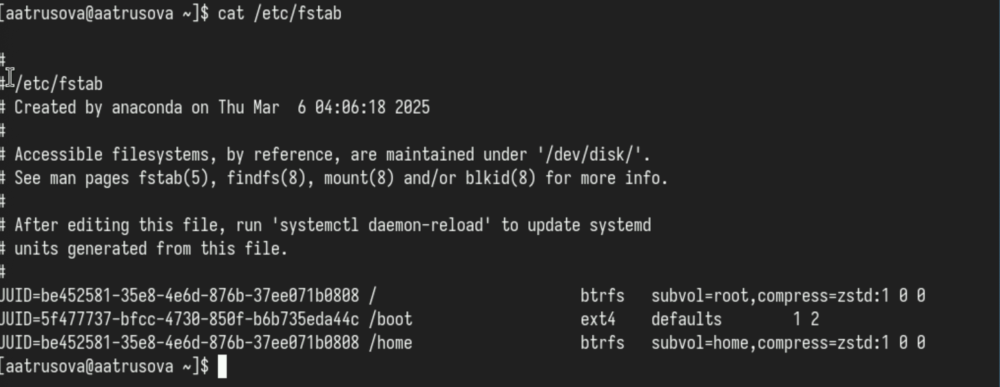 [aatrusova@aatrusova ~]$ cat /etc/fstab
#
# /etc/fstab
# Created by anaconda on Thu Mar  6 04:06:18 2025
#
# Accessible filesystems, by reference, are maintained under '/dev/disk/'.
# See man pages fstab(5), findfs(8), mount(8) and/or blkid(8) for more info.
#
# After editing this file, run 'systemctl daemon-reload' to update systemd
# units generated from this file.
#
UUID=be452581-35e8-4e6d-876b-37ee071b0808 /                       btrfs   subvol=root,compress=zstd:1 0 0
UUID=5f477737-bfcc-4730-850f-b6b735eda44c /boot                   ext4    defaults        1 2
UUID=be452581-35e8-4e6d-876b-37ee071b0808 /home                   btrfs   subvol=home,compress=zstd:1 0 0
[aatrusova@aatrusova ~]$